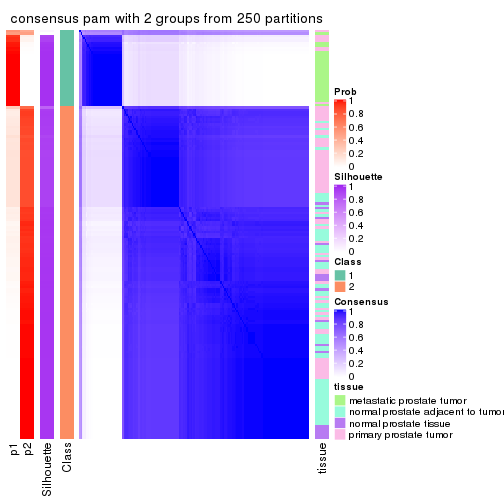 consensus pam with 2 groups from 250 partitions
Prob
1
0.8
0.6
0.4
0.2
0
Silhouette
1
0.8
0.6
0.4
0.2
0
Class
1
2
Consensus
1
0.8
0.6
0.4
0.2
0
tissue
metastatic prostate tumor
normal prostate adjacent to tumor
normal prostate tissue
primary prostate tumor
p1
p2
Silhouette
Class
tissue